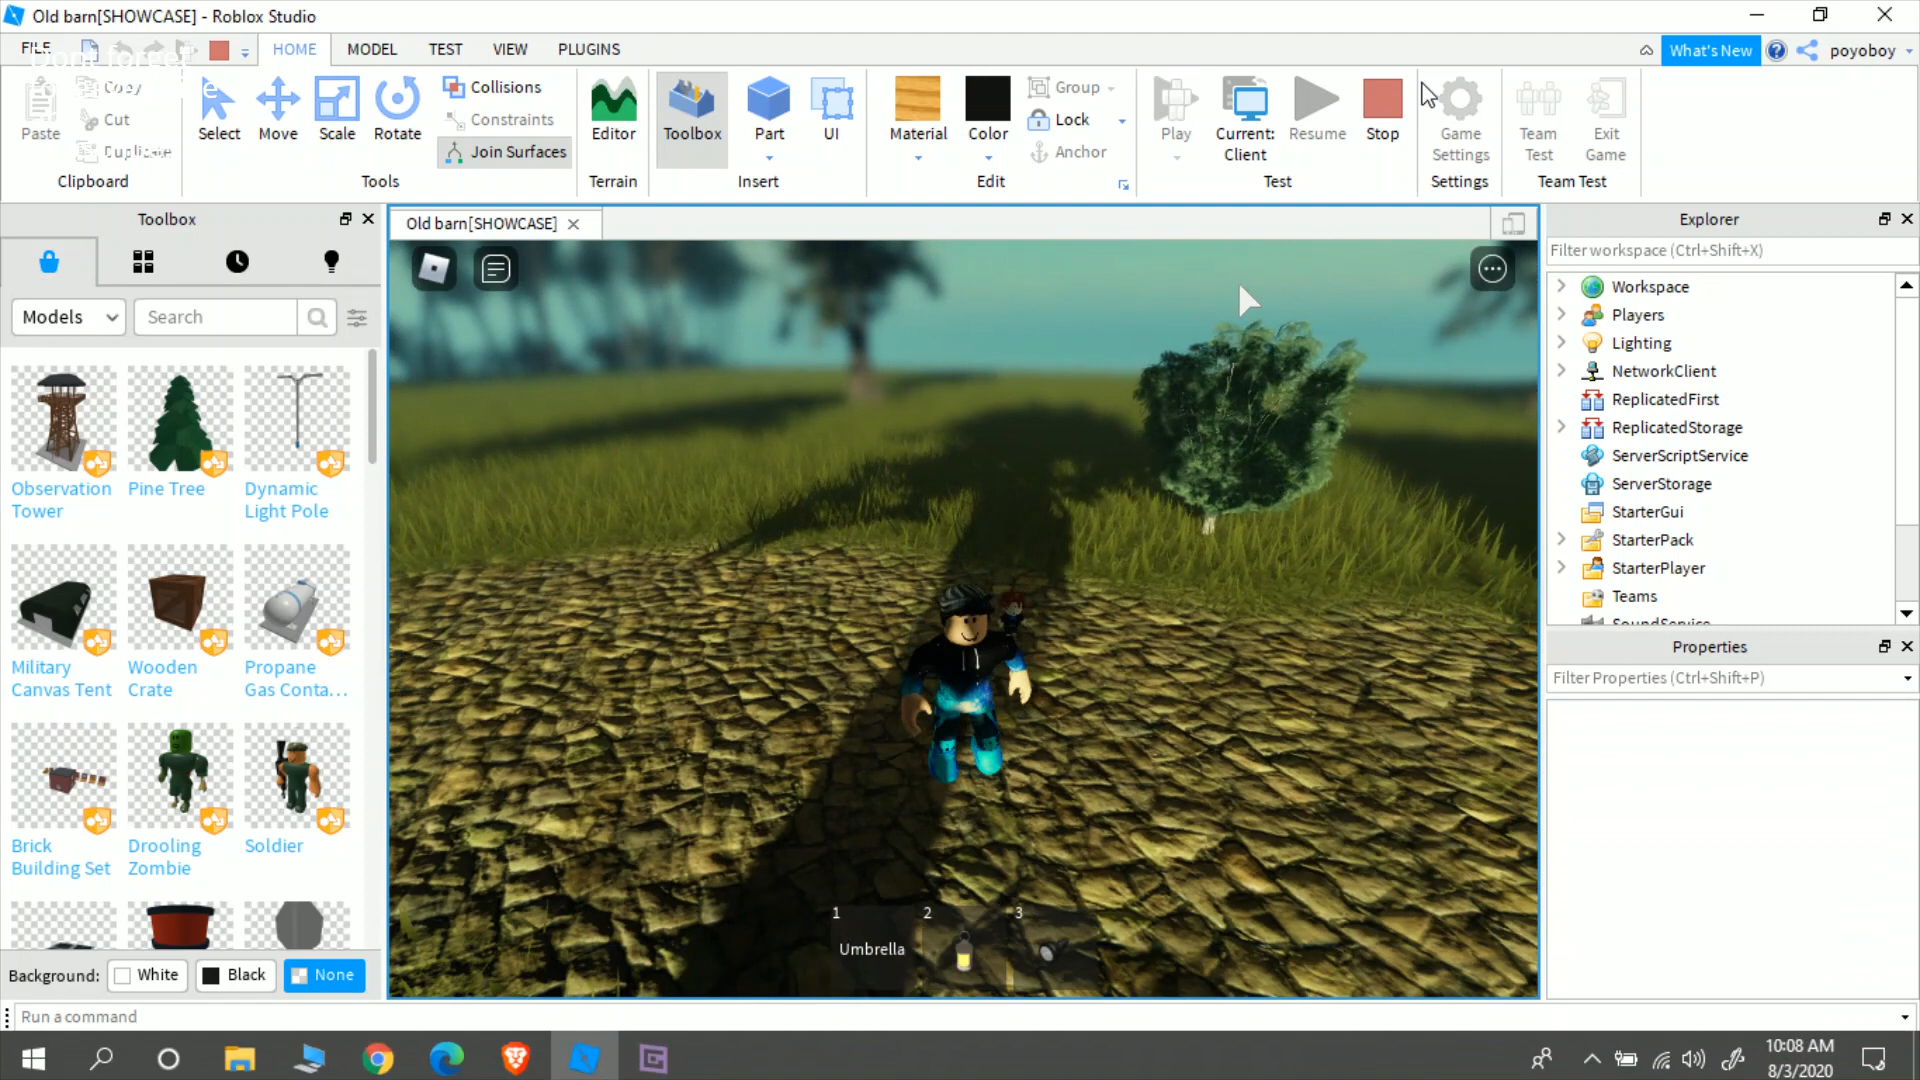 Old barn[SHOWCASE] - Roblox Studio
FILE HOME MODEL TEST VIEW PLUGINS What's New poyoboy
Dont forget
Paste Copy Cut Duplicate
Clipboard
Select Move Scale Rotate
Collisions
Constraints
Join Surfaces
Tools
Editor
Terrain
Toolbox Part UI
Insert
Material Color
Group
Lock
Anchor
Edit
Play Current: Client Resume Stop
Test
Game Settings
Settings
Team Test Exit Game
Team Test
Toolbox
Models Search
Observation Tower
Pine Tree
Dynamic Light Pole
Military Canvas Tent
Wooden Crate
Propane Gas Conta...
Brick Building Set
Drooling Zombie
Soldier
Background: White Black None
Old barn[SHOWCASE]
1 2 3
Umbrella
Explorer
Filter workspace (Ctrl+Shift+X)
Workspace
Players
Lighting
NetworkClient
ReplicatedFirst
ReplicatedStorage
ServerScriptService
ServerStorage
StarterGui
StarterPack
StarterPlayer
Teams
SoundService
Properties
Filter Properties (Ctrl+Shift+P)
Run a command
10:08 AM
8/3/2020